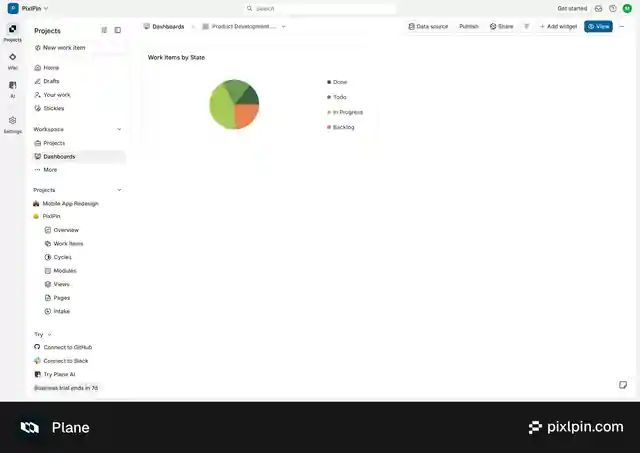 PixlPin
Search
Get started
M
Projects
Wiki
AI
Settings
Projects
New work item
Home
Drafts
Your work
Stickies
Workspace
Projects
Dashboards
More
Projects
Mobile App Redesign
PixlPin
Overview
Work Items
Cycles
Modules
Views
Pages
Intake
Try
Connect to GitHub
Connect to Slack
Try Plane AI
Business trial ends in 7d
Dashboards
Product Development ...
Data source
Publish
Share
Add widget
View
Work Items by State
Done
Todo
In Progress
Backlog
Plane
pixlpin.com